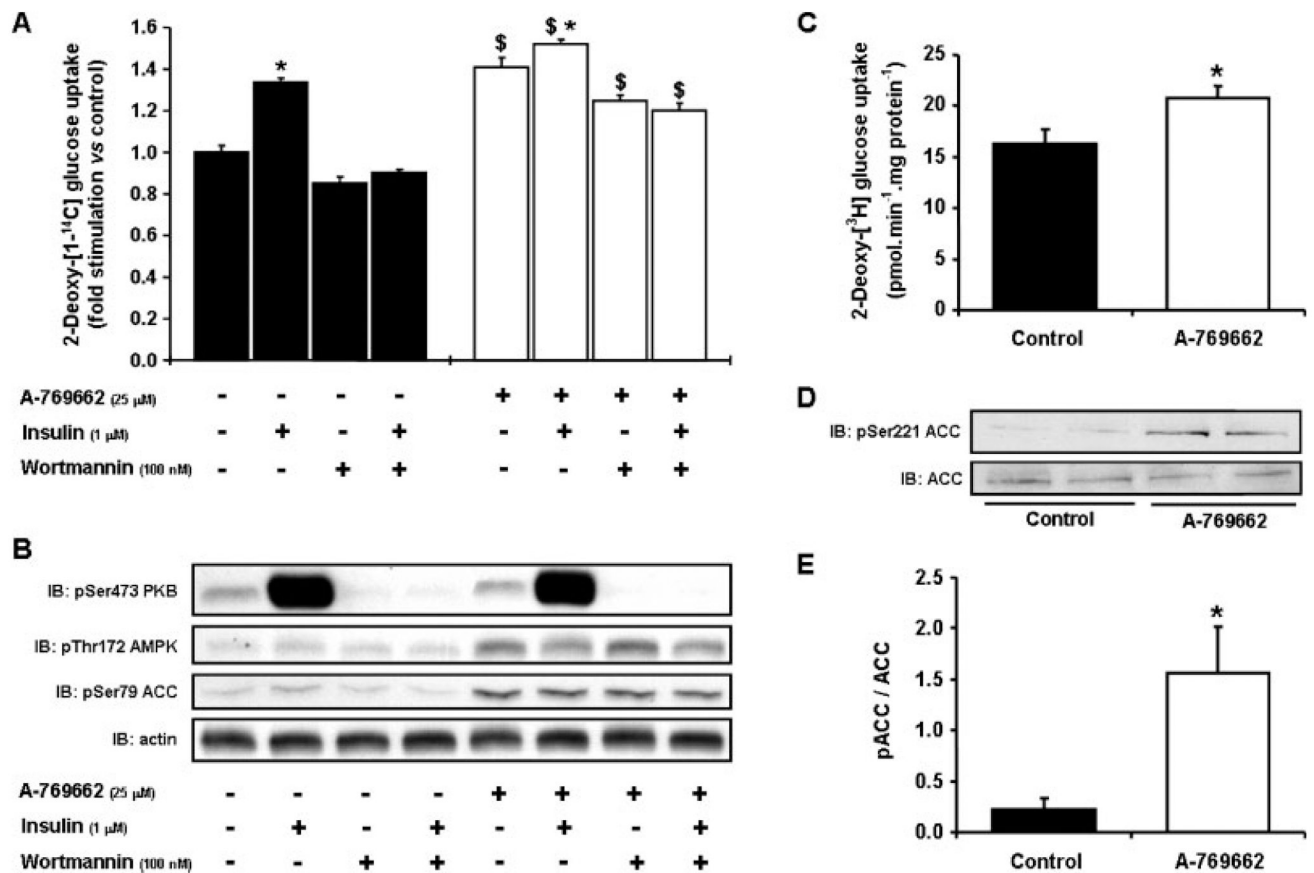 A
2-Deoxy-[1-¹⁴C] glucose uptake
(fold stimulation vs control)
1.6
1.4
1.2
1.0
0.8
0.6
0.4
0.2
0.0
*
$
$ *
$
$
A-769662 (25 µM) - - - - + + + +
Insulin (1 µM) - + - + - + - +
Wortmannin (100 nM) - - + + - - + +
B
IB: pSer473 PKB
IB: pThr172 AMPK
IB: pSer79 ACC
IB: actin
A-769662 (25 µM) - - - - + + + +
Insulin (1 µM) - + - + - + - +
Wortmannin (100 nM) - - + + - - + +
C
2-Deoxy-[³H] glucose uptake
(pmol.min⁻¹.mg protein⁻¹)
25
20
15
10
5
0
*
Control A-769662
D
IB: pSer221 ACC
IB: ACC
Control A-769662
E
pACC / ACC
2.5
2.0
1.5
1.0
0.5
0.0
*
Control A-769662